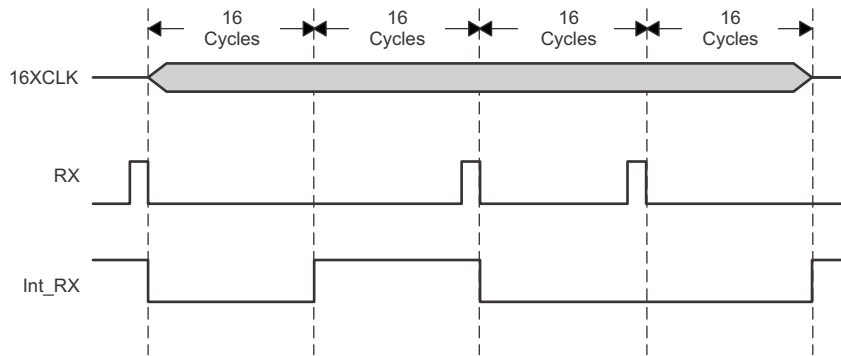 16 16 16 16
Cycles Cycles Cycles Cycles
16XCLK
RX
Int_RX